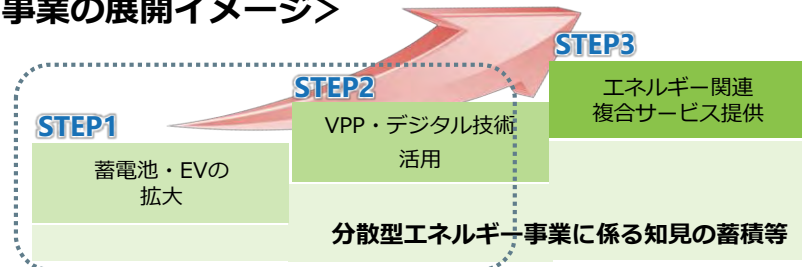 事業の展開イメージ＞
STEP3
エネルギー関連
複合サービス提供
STEP2
VPP・デジタル技術
活用
STEP1
蓄電池・EVの
拡大
分散型エネルギー事業に係る知見の蓄積等